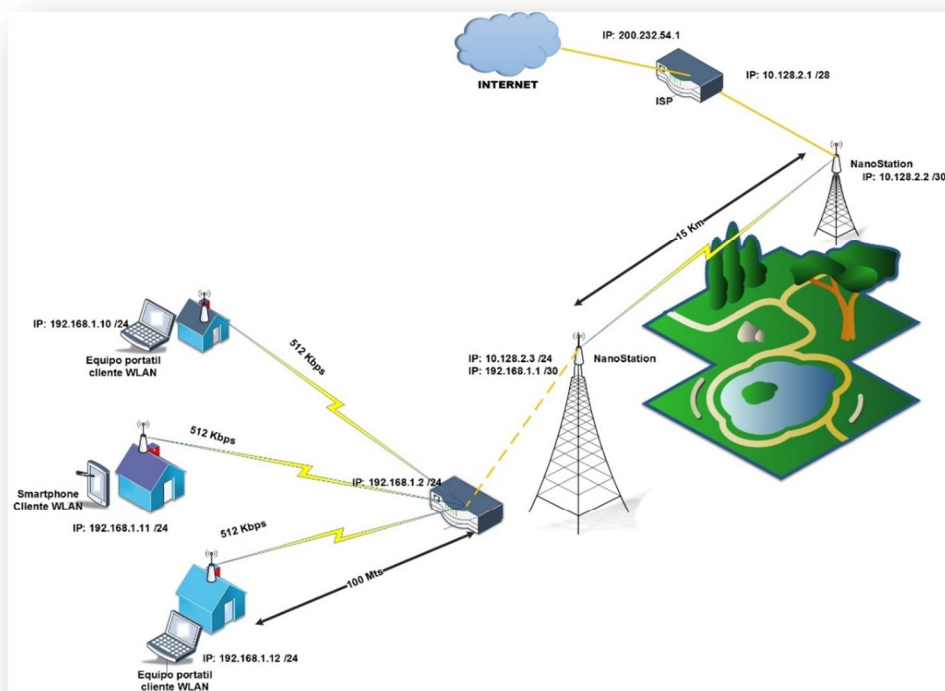 IP: 200.232.54.1
INTERNET
IP: 10.128.2.1 /28
ISP
NanoStation
IP: 10.128.2.2 /30
15 Km
IP: 192.168.1.10 /24
Equipo portatil
cliente WLAN
512 Kbps
IP: 10.128.2.3 /24
IP: 192.168.1.1 /30
NanoStation
512 Kbps
Smartphone
Cliente WLAN
IP: 192.168.1.11 /24
IP: 192.168.1.2 /24
512 Kbps
100 Mts
IP: 192.168.1.12 /24
Equipo portatil
cliente WLAN